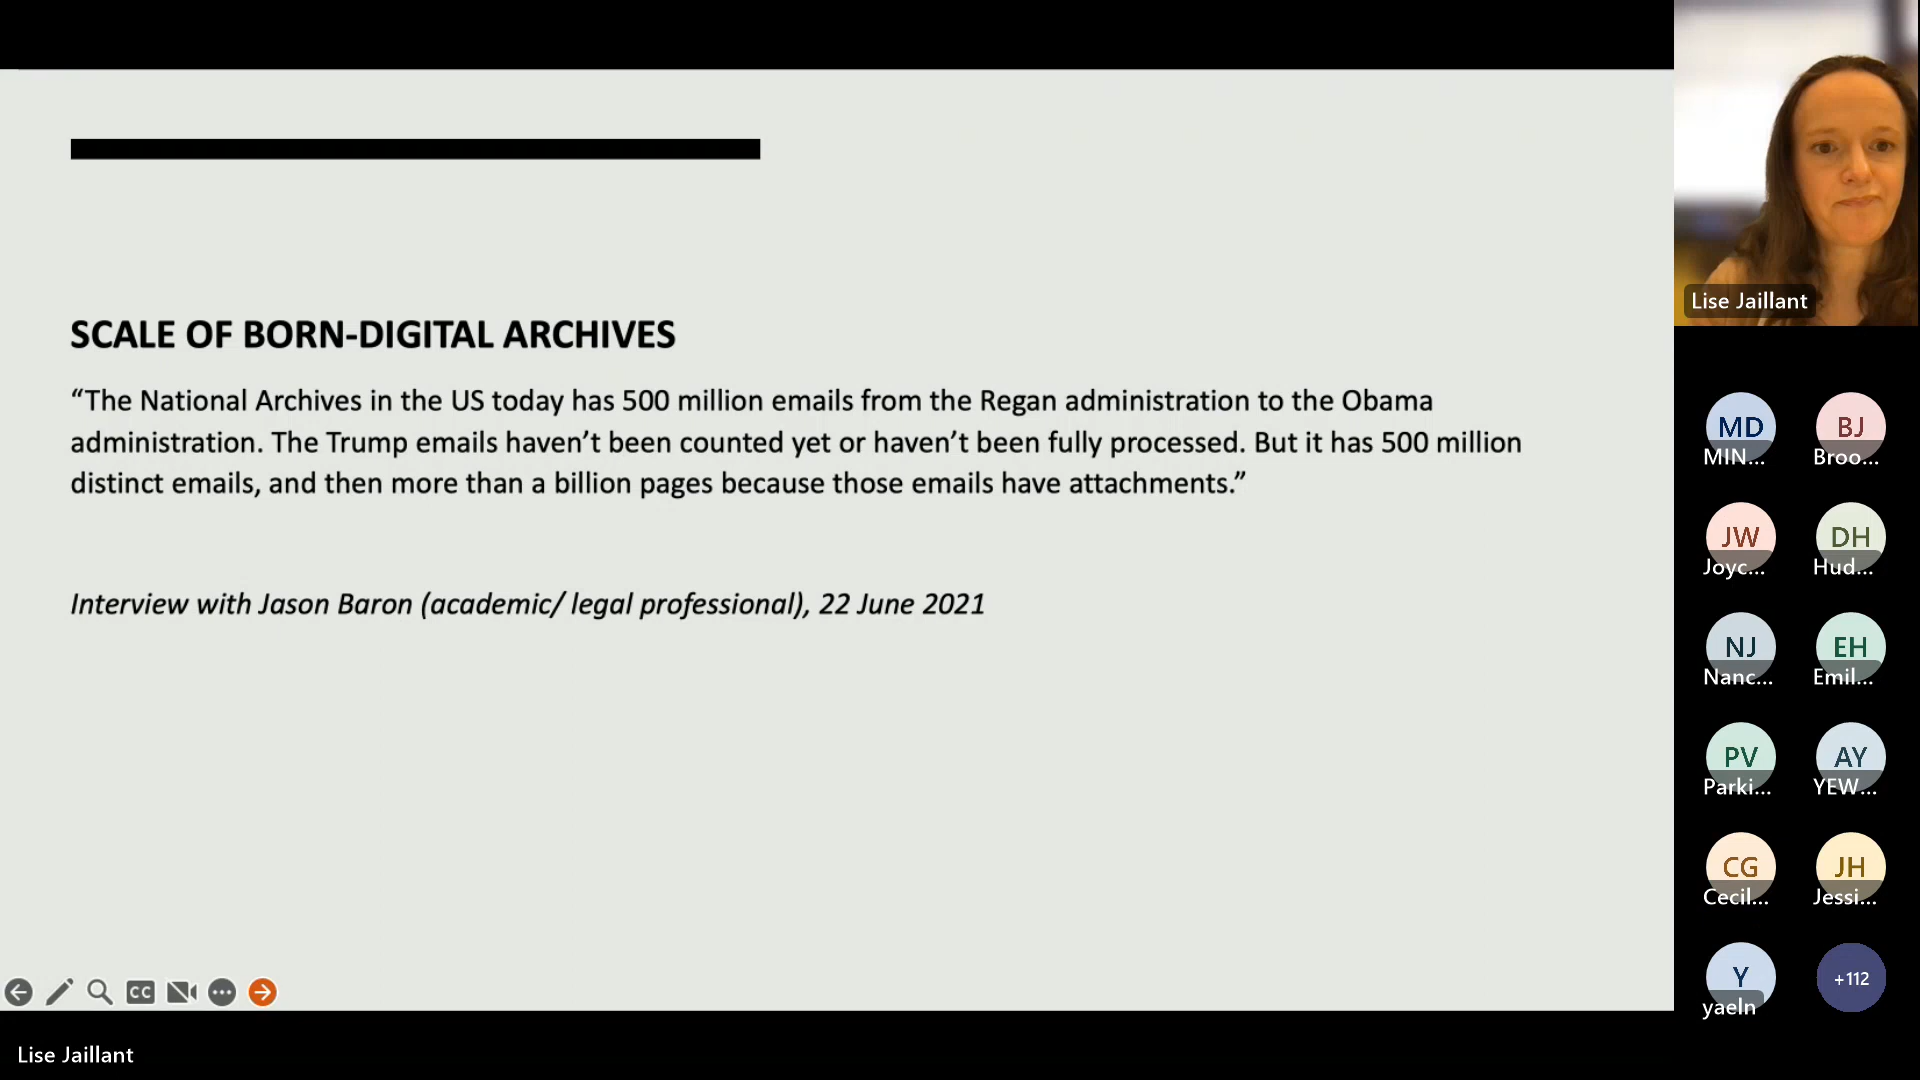 SCALE OF BORN-DIGITAL ARCHIVES
“The National Archives in the US today has 500 million emails from the Regan administration to the Obama
administration. The Trump emails haven’t been counted yet or haven’t been fully processed. But it has 500 million
distinct emails, and then more than a billion pages because those emails have attachments.”
Interview with Jason Baron (academic/ legal professional), 22 June 2021
CC
Lise Jaillant
Lise Jaillant
MD
MIN...
BJ
Broo...
JW
Joyc...
DH
Hud...
NJ
Nanc...
EH
Emil...
PV
Parki...
AY
YEW...
CG
Cecil...
JH
Jessi...
Y
yaeln
+112